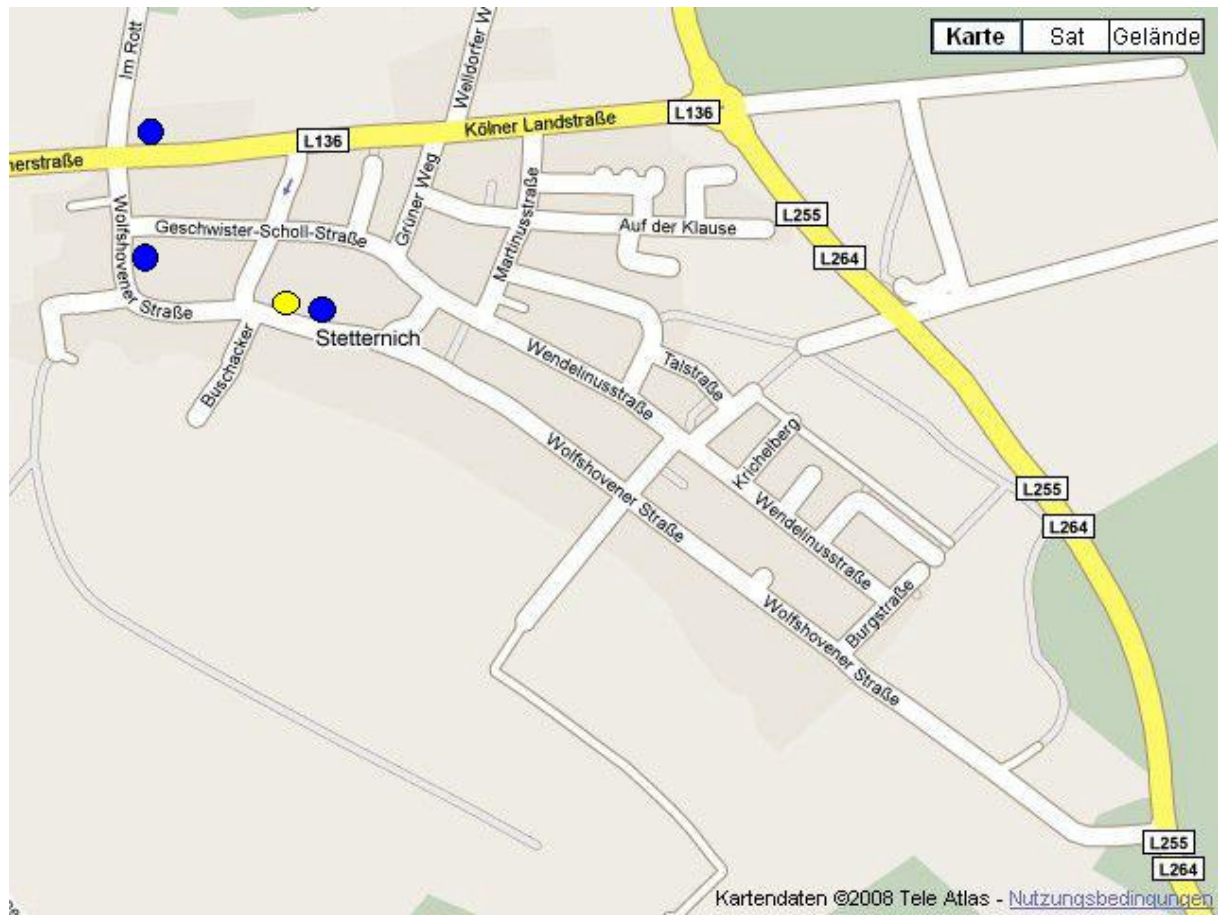 Karte Sat Gelände
Im Rott
Welldorfer W
L136
Kölner Landstraße
L136
nerstraße
Wolfshovener Straße
Geschwister-Scholl-Straße
Grüner Weg
Martinusstraße
Auf der Klause
L255
L264
Stetternich
Buschacker
Wendelinusstraße
Talstraße
Krichelberg
Wolfshovener Straße
Wendelinusstraße
L255
L264
Wolfshovener Straße
Burgstraße
L255
L264
Kartendaten ©2008 Tele Atlas - Nutzungsbedingungen